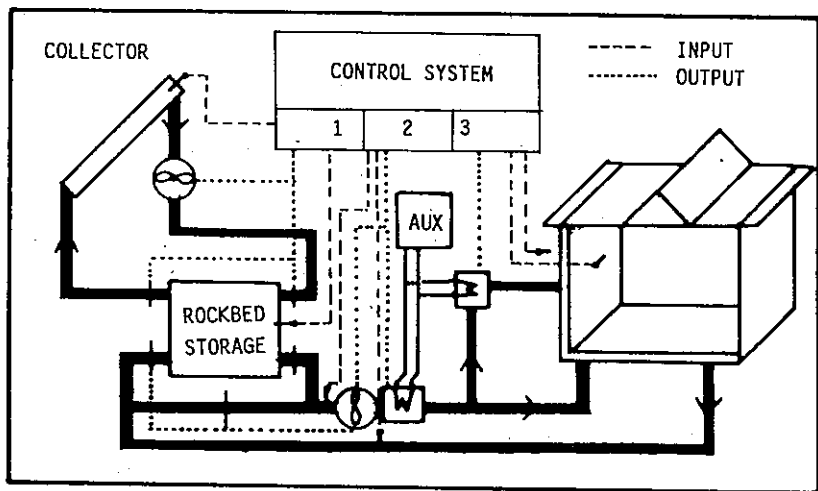 COLLECTOR
CONTROL SYSTEM
1 2 3
INPUT
OUTPUT
AUX
ROCKBED
STORAGE